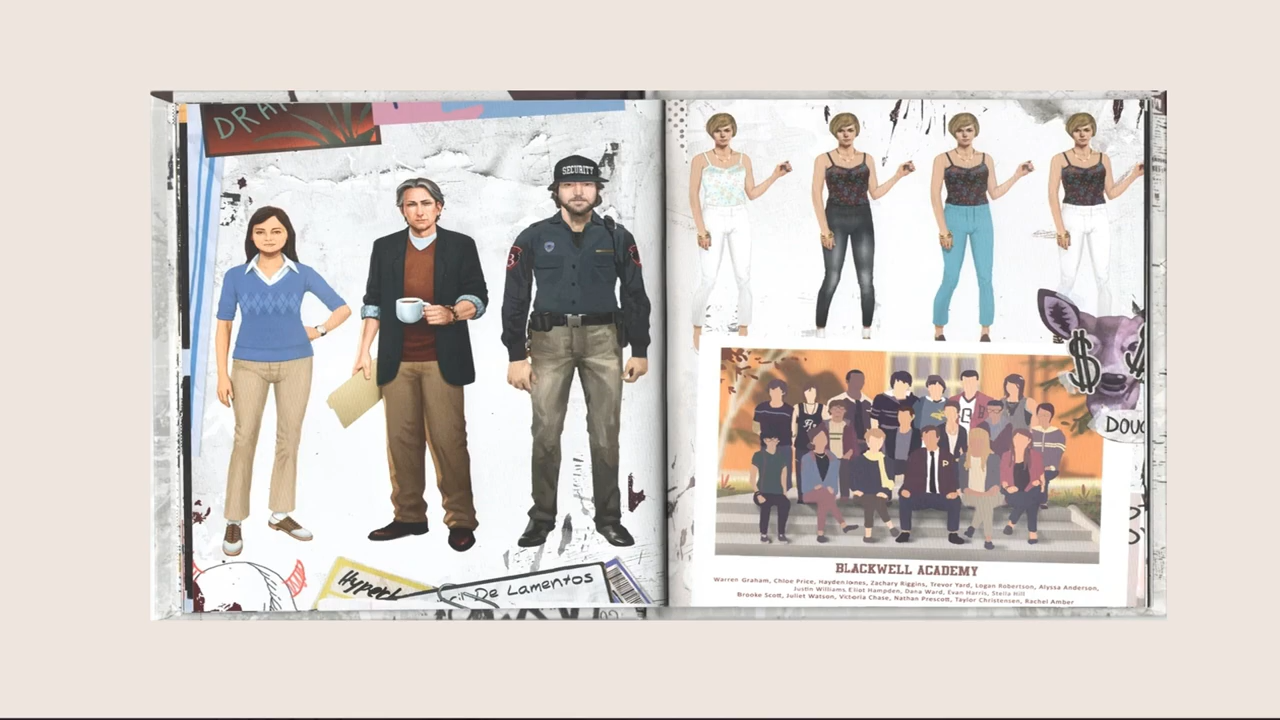 DRA
SECURITY
Hypnotic
De Lamentos
$
$
DOUG
B
P
BLACKWELL ACADEMY
Warren Graham, Chloe Price, Hayden Jones, Zachary Riggins, Trevor Yard, Logan Robertson, Alyssa Anderson,
Justin Williams, Eliot Hampden, Dana Ward, Evan Harris, Stella Hill
Brooke Scott, Juliet Watson, Victoria Chase, Nathan Prescott, Taylor Christensen, Rachel Amber